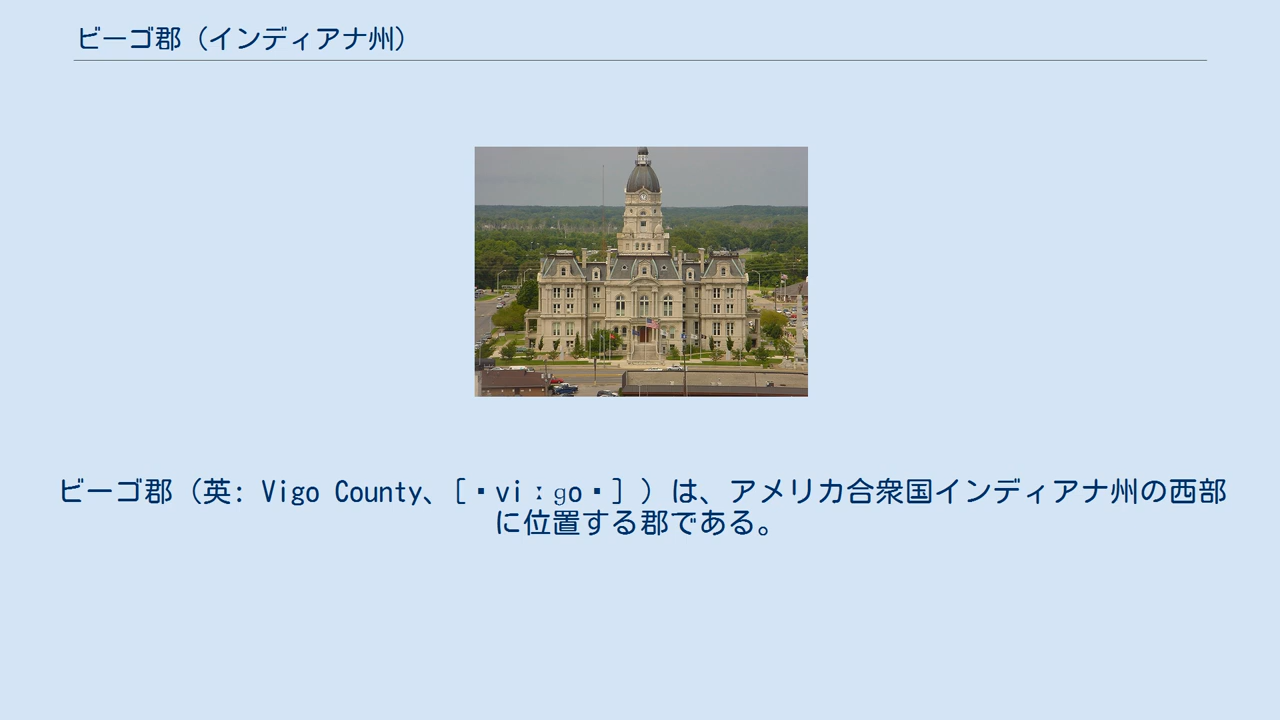 ビーゴ郡（インディアナ州）
ビーゴ郡（英: Vigo County、[▪viːɡo▪] ）は、アメリカ合衆国インディアナ州の西部
に位置する郡である。